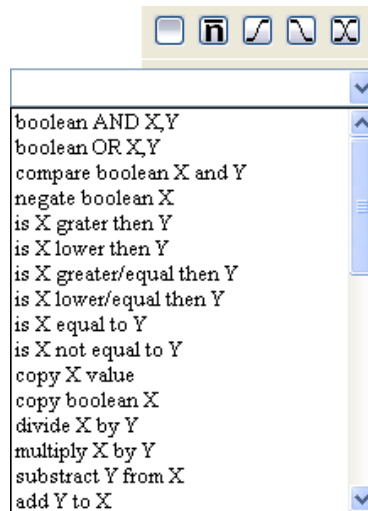 n
boolean AND X,Y
boolean OR X,Y
compare boolean X and Y
negate boolean X
is X grater then Y
is X lower then Y
is X greater/equal then Y
is X lower/equal then Y
is X equal to Y
is X not equal to Y
copy X value
copy boolean X
divide X by Y
multiply X by Y
substract Y from X
add Y to X